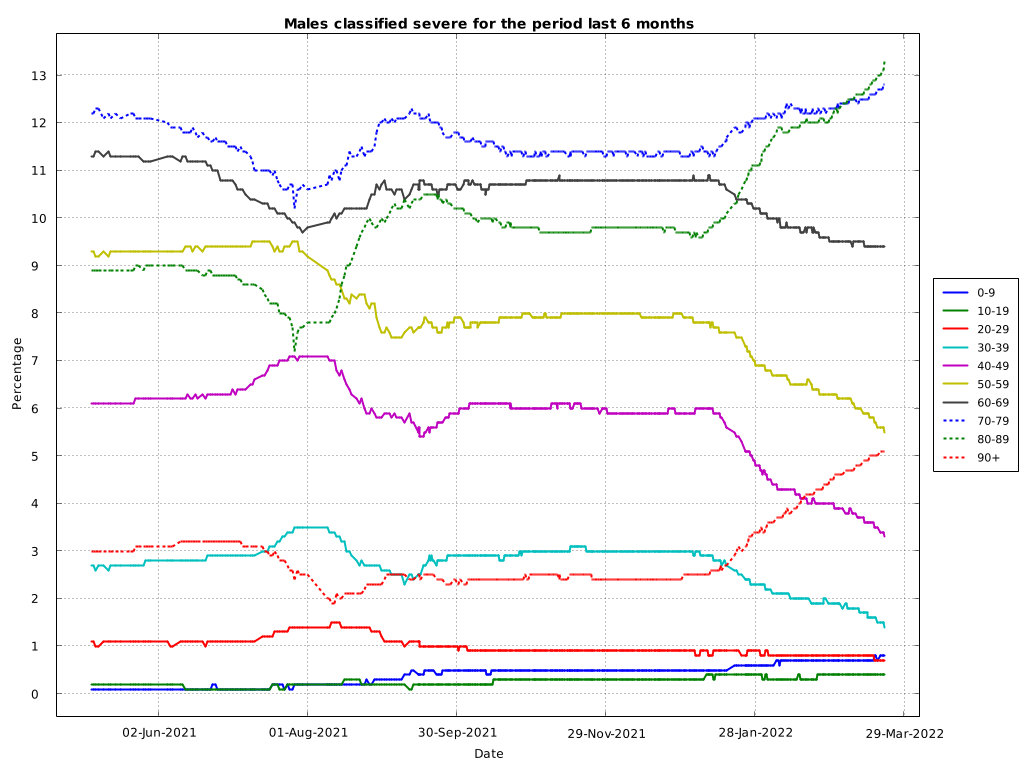 Males classified severe for the period last 6 months
Percentage
13
12
11
10
9
8
7
6
5
4
3
2
1
0
02-Jun-2021
01-Aug-2021
30-Sep-2021
29-Nov-2021
28-Jan-2022
29-Mar-2022
Date
0-9
10-19
20-29
30-39
40-49
50-59
60-69
70-79
80-89
90+